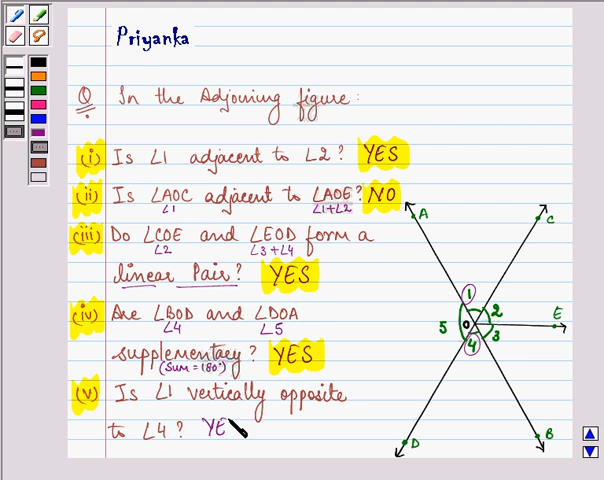 Priyanka
Q In the Adjoining figure:
(i) Is ∠1 adjacent to ∠2? YES
(ii) Is ∠AOC adjacent to ∠AOE? NO
∠1 ∠1+∠2
(iii) Do ∠COE and ∠EOD form a
∠2 ∠3+∠4
linear Pair? YES
(iv) Are ∠BOD and ∠DOA
∠4 ∠5
supplementary? YES
(Sum = 180°)
(v) Is ∠1 vertically opposite
to ∠4? YE
A
C
1
2
5
O
E
3
4
D
B